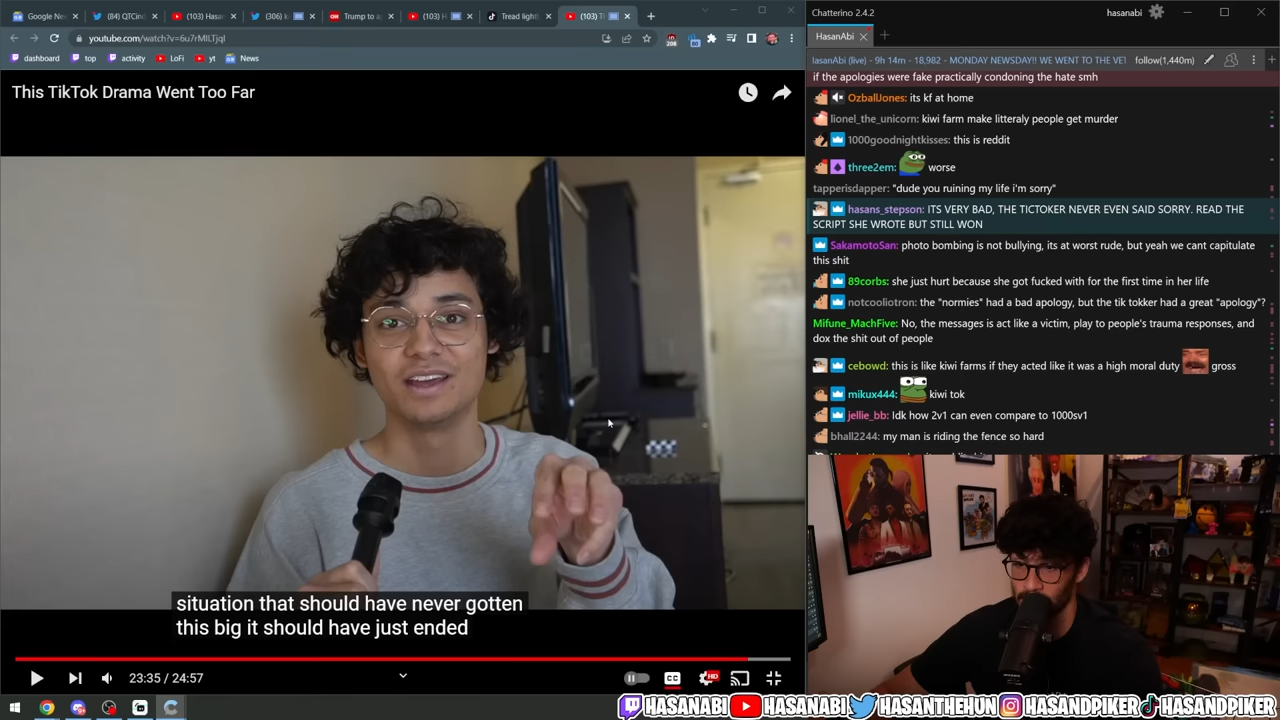 Google New
(84) QTCin
(103) Hasa
(306) k
Trump to a
(103) H
Tread light
(103) Ti
youtube.com/watch?v=6u7rMlLTjqI
208
80
dashboard
top
activity
LoFi
yt
News
This TikTok Drama Went Too Far
situation that should have never gotten
this big it should have just ended
23:35 / 24:57
CC
HD
Chatterino 2.4.2
hasanabi
HasanAbi
HasanAbi (live) - 9h 14m - 18,982 - MONDAY NEWSDAY!! WE WENT TO THE VE
follow(1,440m)
if the apologies were fake practically condoning the hate smh
OzballJones: its kf at home
lionel_the_unicorn: kiwi farm make litteraly people get murder
1000goodnightkisses: this is reddit
three2em: worse
tapperisdapper: "dude you ruining my life i'm sorry"
hasans_stepson: ITS VERY BAD, THE TICTOKER NEVER EVEN SAID SORRY. READ THE
SCRIPT SHE WROTE BUT STILL WON
SakamotoSan: photo bombing is not bullying, its at worst rude, but yeah we cant capitulate
this shit
89corbs: she just hurt because she got fucked with for the first time in her life
notcooliotron: the "normies" had a bad apology, but the tik tokker had a great "apology"?
Mifune_MachFive: No, the messages is act like a victim, play to people's trauma responses, and
dox the shit out of people
cebowd: this is like kiwi farms if they acted like it was a high moral duty gross
mikux444: kiwi tok
jellie_bb: Idk how 2v1 can even compare to 1000sv1
bhall2244: my man is riding the fence so hard
HASANABI
HASANABI
HASANTHEHUN
HASANDPIKER
HASANDPIKER